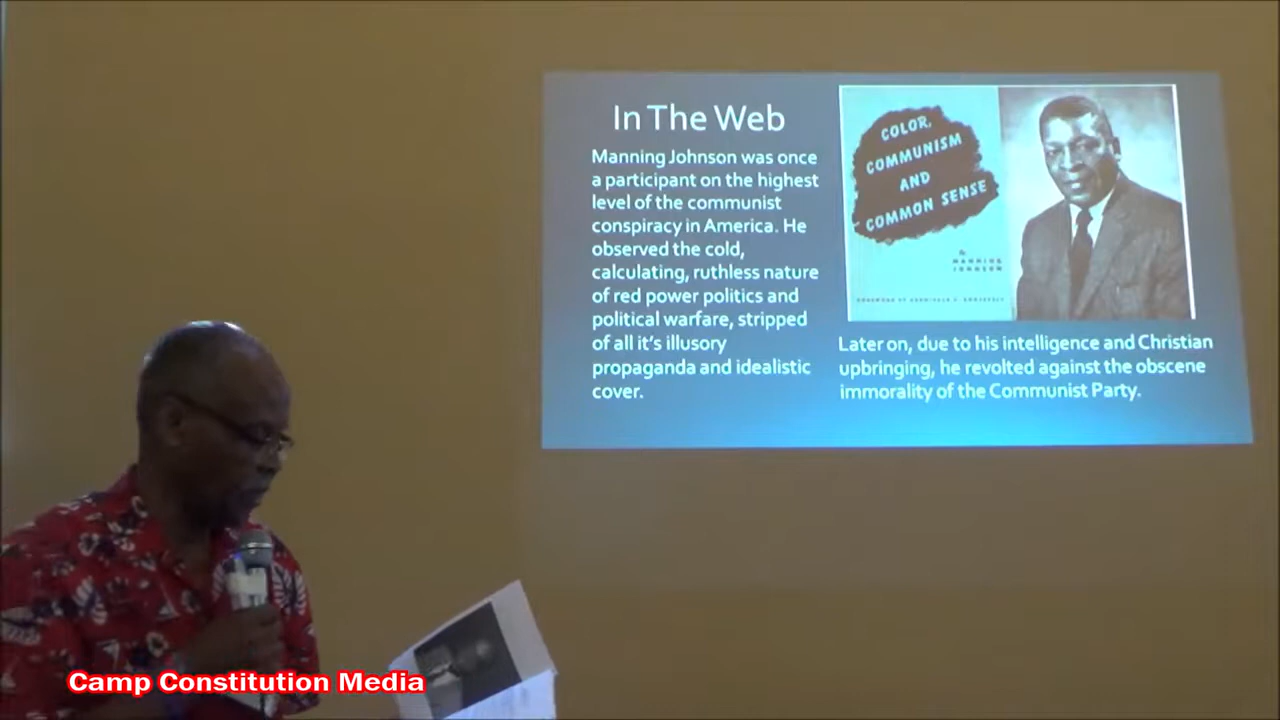 In The Web
Manning Johnson was once
a participant on the highest
level of the communist
conspiracy in America. He
observed the cold,
calculating, ruthless nature
of red power politics and
political warfare, stripped
of all it's illusory
propaganda and idealistic
cover.
COLOR,
COMMUNISM
AND
COMMON SENSE
By
MANNING
JOHNSON
Later on, due to his intelligence and Christian
upbringing, he revolted against the obscene
immorality of the Communist Party.
Camp Constitution Media